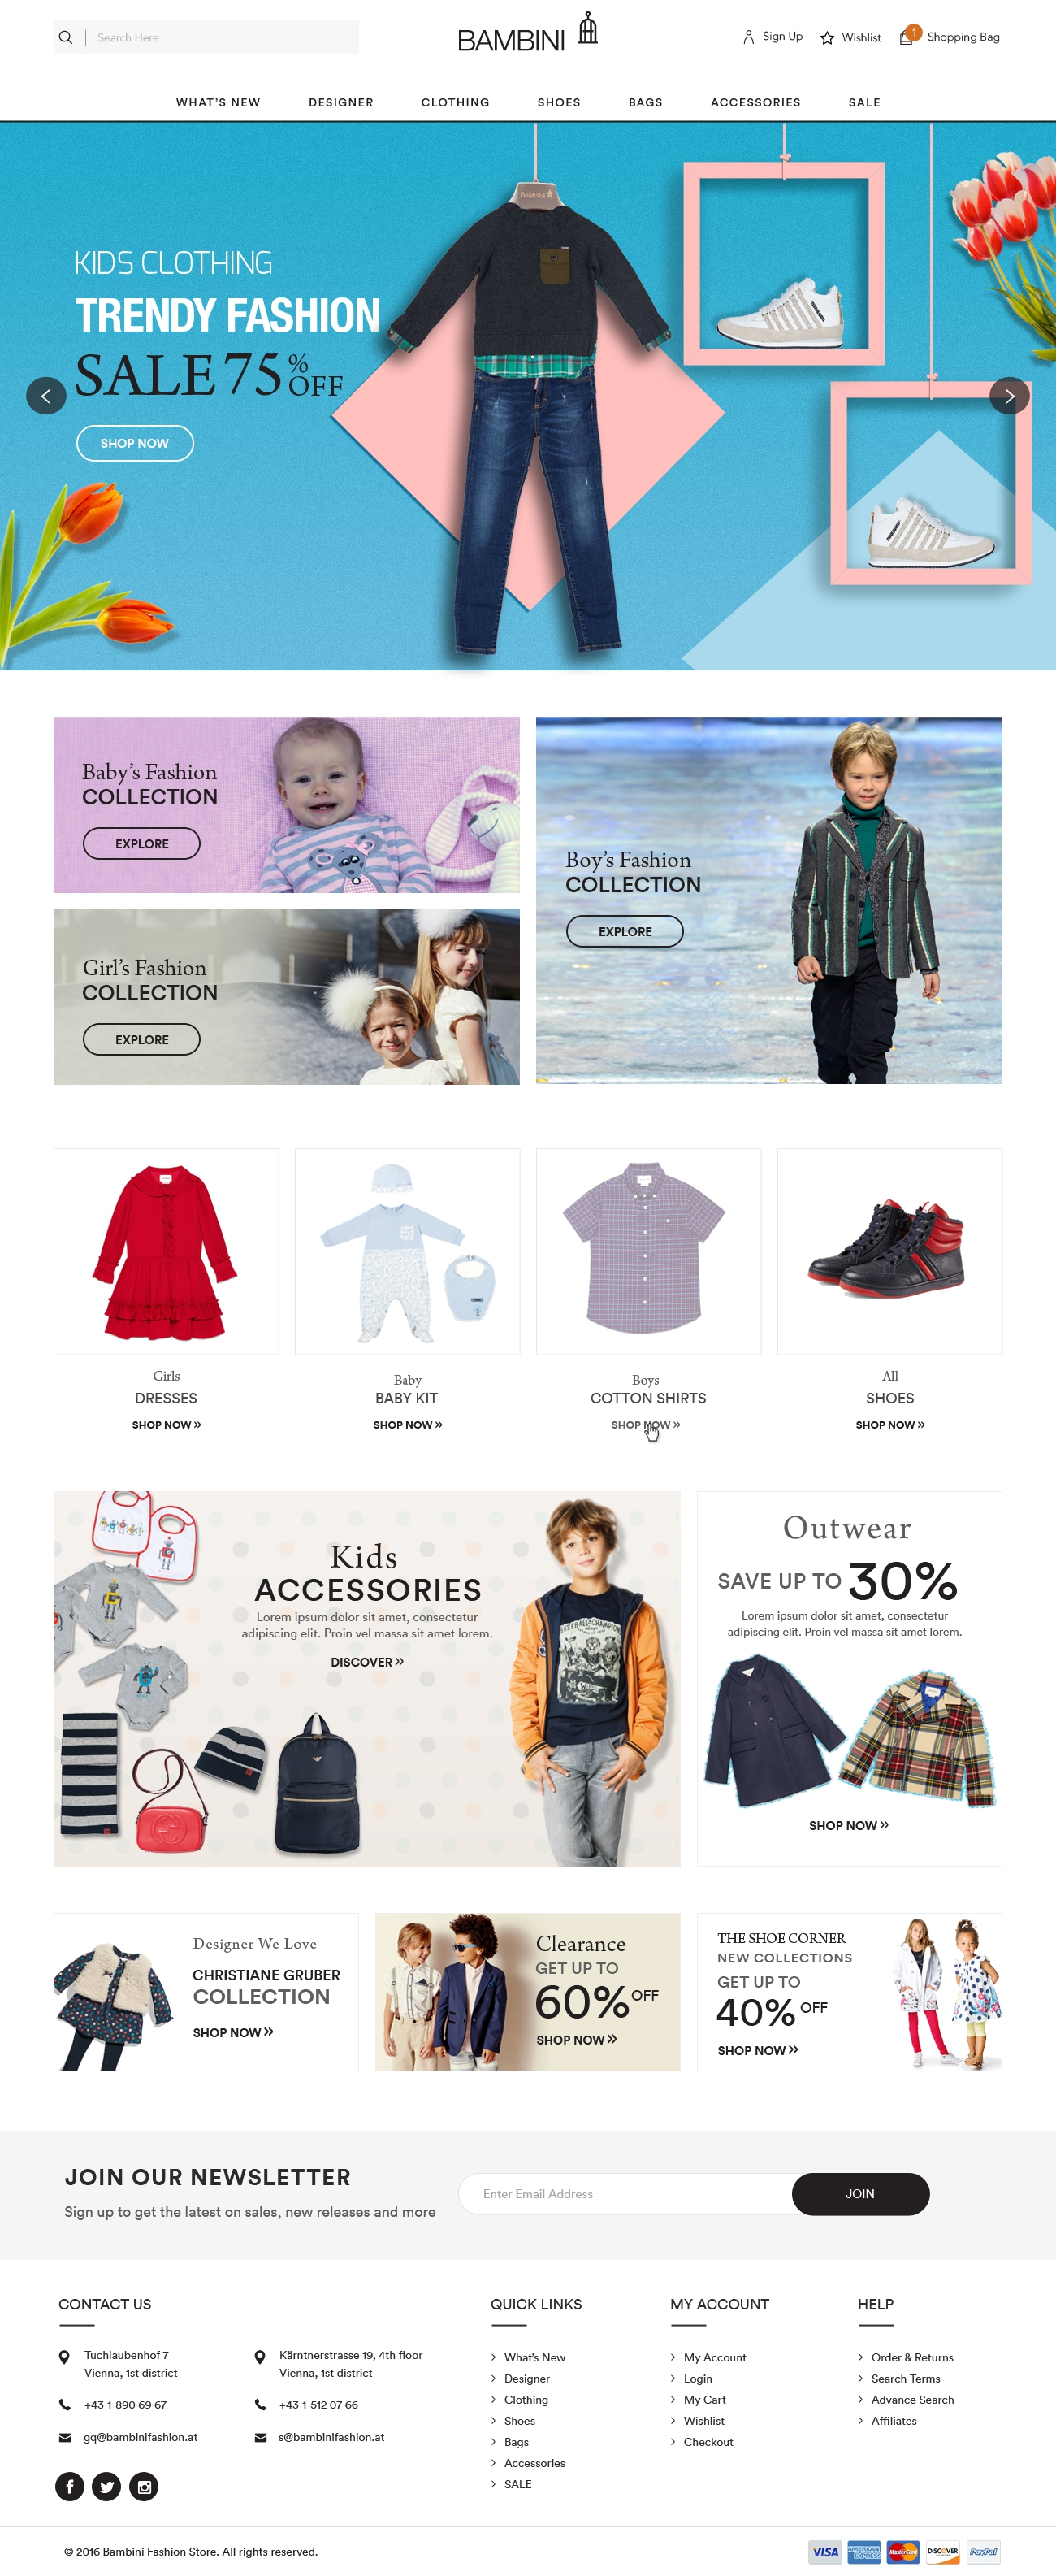 Search Here
BAMBINI
Sign Up
Wishlist
1
Shopping Bag
WHAT'S NEW
DESIGNER
CLOTHING
SHOES
BAGS
ACCESSORIES
SALE
BAMBINI
KIDS CLOTHING
TRENDY FASHION
SALE 75% OFF
SHOP NOW
Baby's Fashion
COLLECTION
EXPLORE
Girl's Fashion
COLLECTION
EXPLORE
Boy's Fashion
COLLECTION
EXPLORE
Girls
DRESSES
SHOP NOW »
Baby
BABY KIT
SHOP NOW »
Boys
COTTON SHIRTS
SHOP NOW »
All
SHOES
SHOP NOW »
Kids
ACCESSORIES
Lorem ipsum dolor sit amet, consectetur
adipiscing elit. Proin vel massa sit amet lorem.
DISCOVER »
Outwear
SAVE UP TO 30%
Lorem ipsum dolor sit amet, consectetur
adipiscing elit. Proin vel massa sit amet lorem.
SHOP NOW »
Designer We Love
CHRISTIANE GRUBER
COLLECTION
SHOP NOW »
Clearance
GET UP TO
60% OFF
SHOP NOW »
THE SHOE CORNER
NEW COLLECTIONS
GET UP TO
40% OFF
SHOP NOW »
JOIN OUR NEWSLETTER
Sign up to get the latest on sales, new releases and more
Enter Email Address
JOIN
CONTACT US
Tuchlaubenhof 7
Vienna, 1st district
+43-1-890 69 67
gq@bambinifashion.at
Kärntnerstrasse 19, 4th floor
Vienna, 1st district
+43-1-512 07 66
s@bambinifashion.at
QUICK LINKS
What's New
Designer
Clothing
Shoes
Bags
Accessories
SALE
MY ACCOUNT
My Account
Login
My Cart
Wishlist
Checkout
HELP
Order & Returns
Search Terms
Advance Search
Affiliates
© 2016 Bambini Fashion Store. All rights reserved.
VISA
AMERICAN EXPRESS
MasterCard
DISCOVER
PayPal